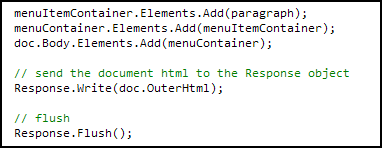 menuItemContainer.Elements.Add(paragraph);
menuContainer.Elements.Add(menuItemContainer);
doc.Body.Elements.Add(menuContainer);
// send the document html to the Response object
Response.Write(doc.OuterHtml);
// flush
Response.Flush();